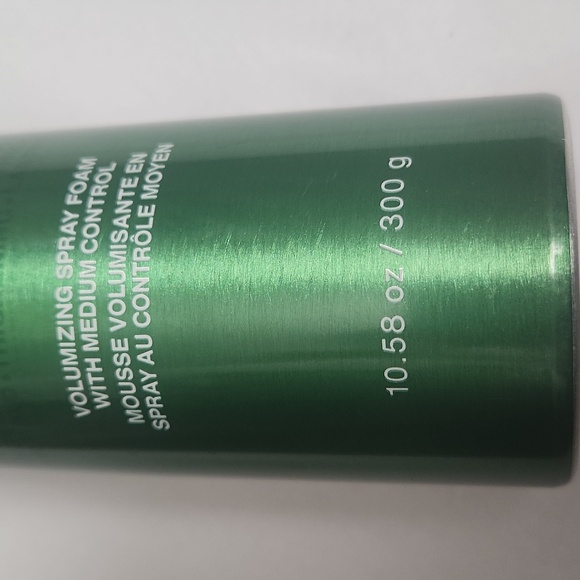 VOLUMIZING SPRAY FOAM
WITH MEDIUM CONTROL
MOUSSE VOLUMISANTE EN
SPRAY AU CONTRÔLE MOYEN
10.58 oz / 300 g